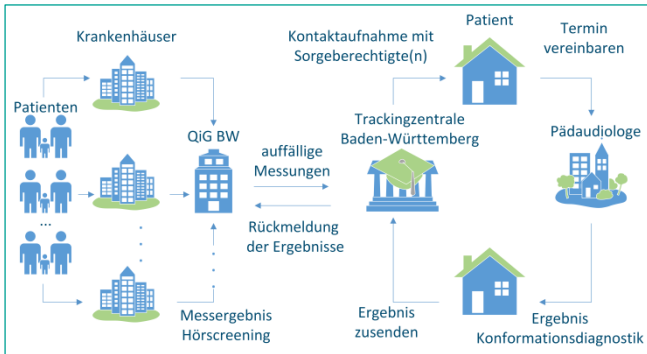 Krankenhäuser
Patienten
...
QiG BW
Messergebnis
Hörscreening
auffällige
Messungen
Rückmeldung
der Ergebnisse
Kontaktaufnahme mit
Sorgeberechtigte(n)
Trackingzentrale
Baden-Württemberg
Patient
Termin
vereinbaren
Pädaudiologe
Ergebnis
Konformationsdiagnostik
Ergebnis
zusenden